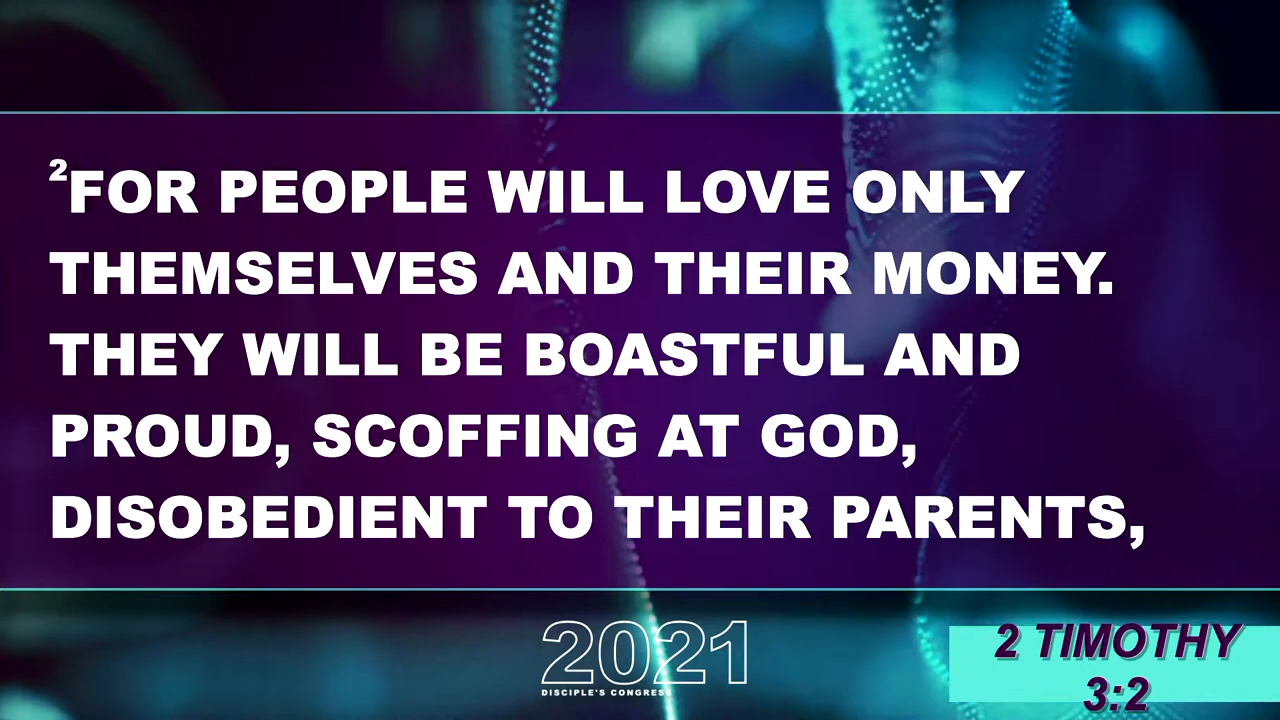 ²FOR PEOPLE WILL LOVE ONLY
THEMSELVES AND THEIR MONEY.
THEY WILL BE BOASTFUL AND
PROUD, SCOFFING AT GOD,
DISOBEDIENT TO THEIR PARENTS,
2021
DISCIPLE'S CONGRESS
2 TIMOTHY
3:2